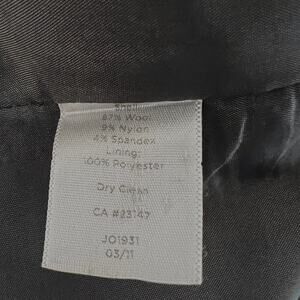 Shell:
87% Wool
9% Nylon
4% Spandex
Lining:
100% Polyester
Dry Clean
CA #23147
JO1931
03/11